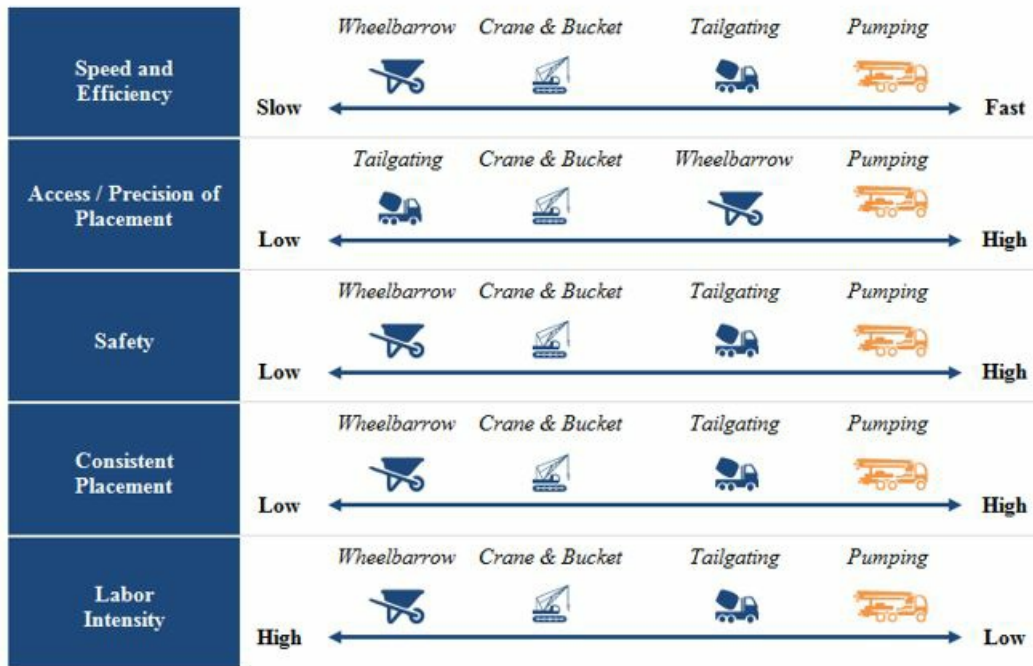 Wheelbarrow Crane & Bucket Tailgating Pumping
Speed and
Efficiency
Slow Fast
Tailgating Crane & Bucket Wheelbarrow Pumping
Access / Precision of
Placement
Low High
Wheelbarrow Crane & Bucket Tailgating Pumping
Safety
Low High
Wheelbarrow Crane & Bucket Tailgating Pumping
Consistent
Placement
Low High
Wheelbarrow Crane & Bucket Tailgating Pumping
Labor
Intensity
High Low